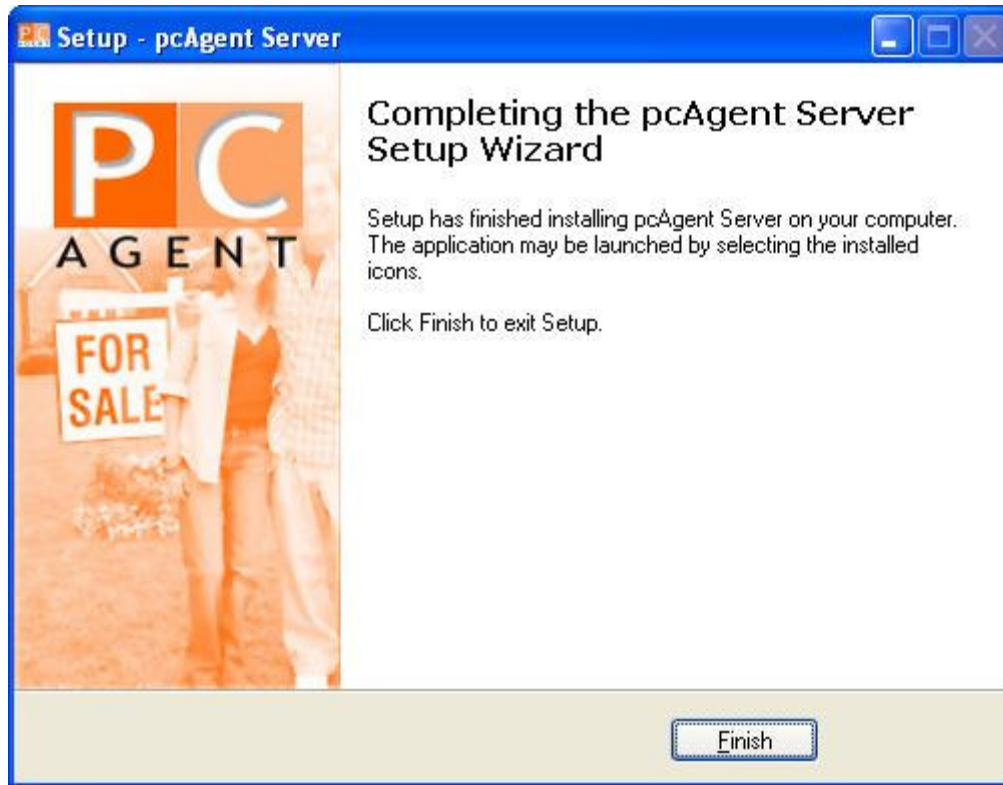 Setup - pcAgent Server
PC
AGENT
FOR
SALE
Completing the pcAgent Server
Setup Wizard
Setup has finished installing pcAgent Server on your computer.
The application may be launched by selecting the installed
icons.
Click Finish to exit Setup.
Finish